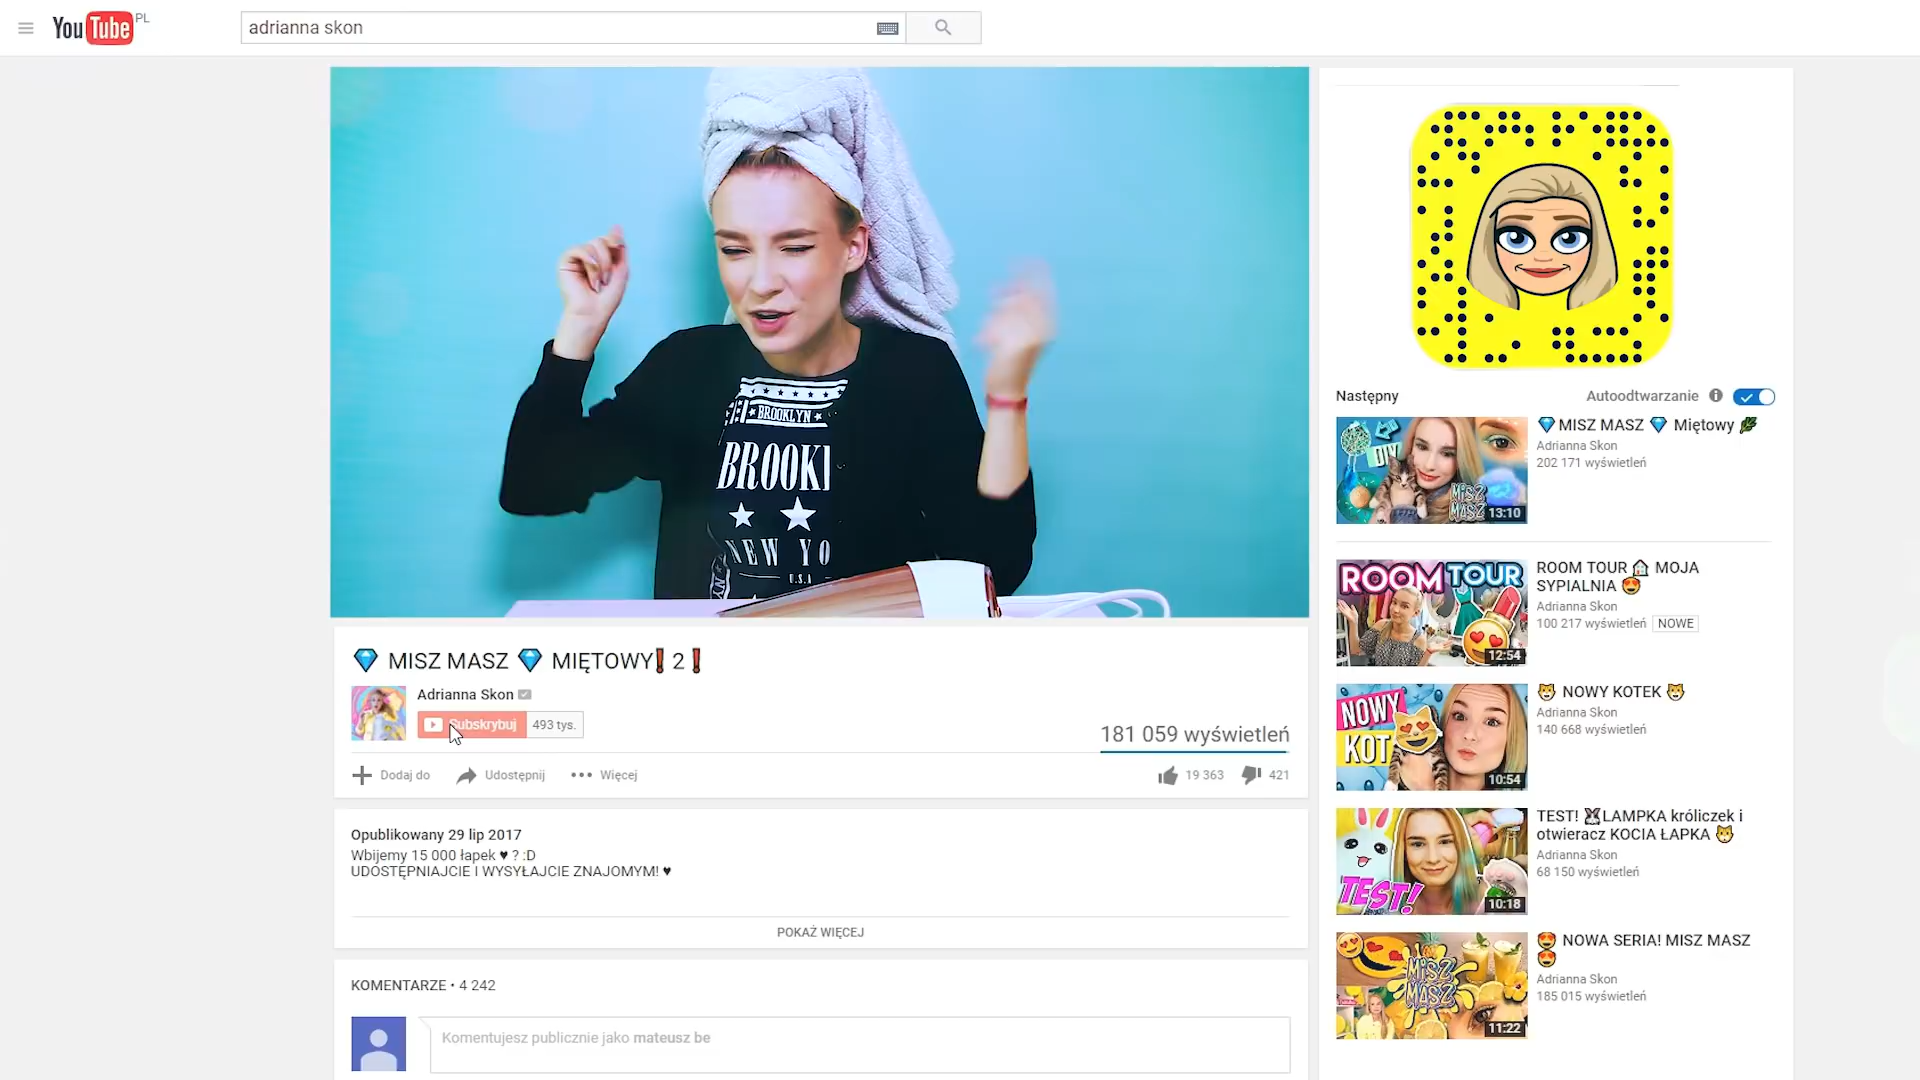 YouTube PL
adrianna skon
BROOKLYN
BROOKL
NEW YO
U.S.A
Następny
Autoodtwarzanie
DIY
MISZ MASZ
13:10
💎MISZ MASZ 💎 Miętowy 🌿
Adrianna Skon
202 171 wyświetleń
ROOM TOUR
12:54
ROOM TOUR 🏠 MOJA
SYPIALNIA 😍
Adrianna Skon
100 217 wyświetleń NOWE
NOWY
KOT
10:54
🐱 NOWY KOTEK 🐱
Adrianna Skon
140 668 wyświetleń
TEST!
10:18
TEST! 🐰LAMPKA króliczek i
otwieracz KOCIA ŁAPKA 🐱
Adrianna Skon
68 150 wyświetleń
MISZ
MASZ
11:22
😍 NOWA SERIA! MISZ MASZ
😍
Adrianna Skon
185 015 wyświetleń
💎 MISZ MASZ 💎 MIĘTOWY❗2❗
Adrianna Skon
Subskrybuj 493 tys.
181 059 wyświetleń
Dodaj do Udostępnij Więcej
19 363 421
Opublikowany 29 lip 2017
Wbijemy 15 000 łapek ♥ ? :D
UDOSTĘPNIAJCIE I WYSYŁAJCIE ZNAJOMYM! ♥
POKAŻ WIĘCEJ
KOMENTARZE • 4 242
Komentujesz publicznie jako mateusz be